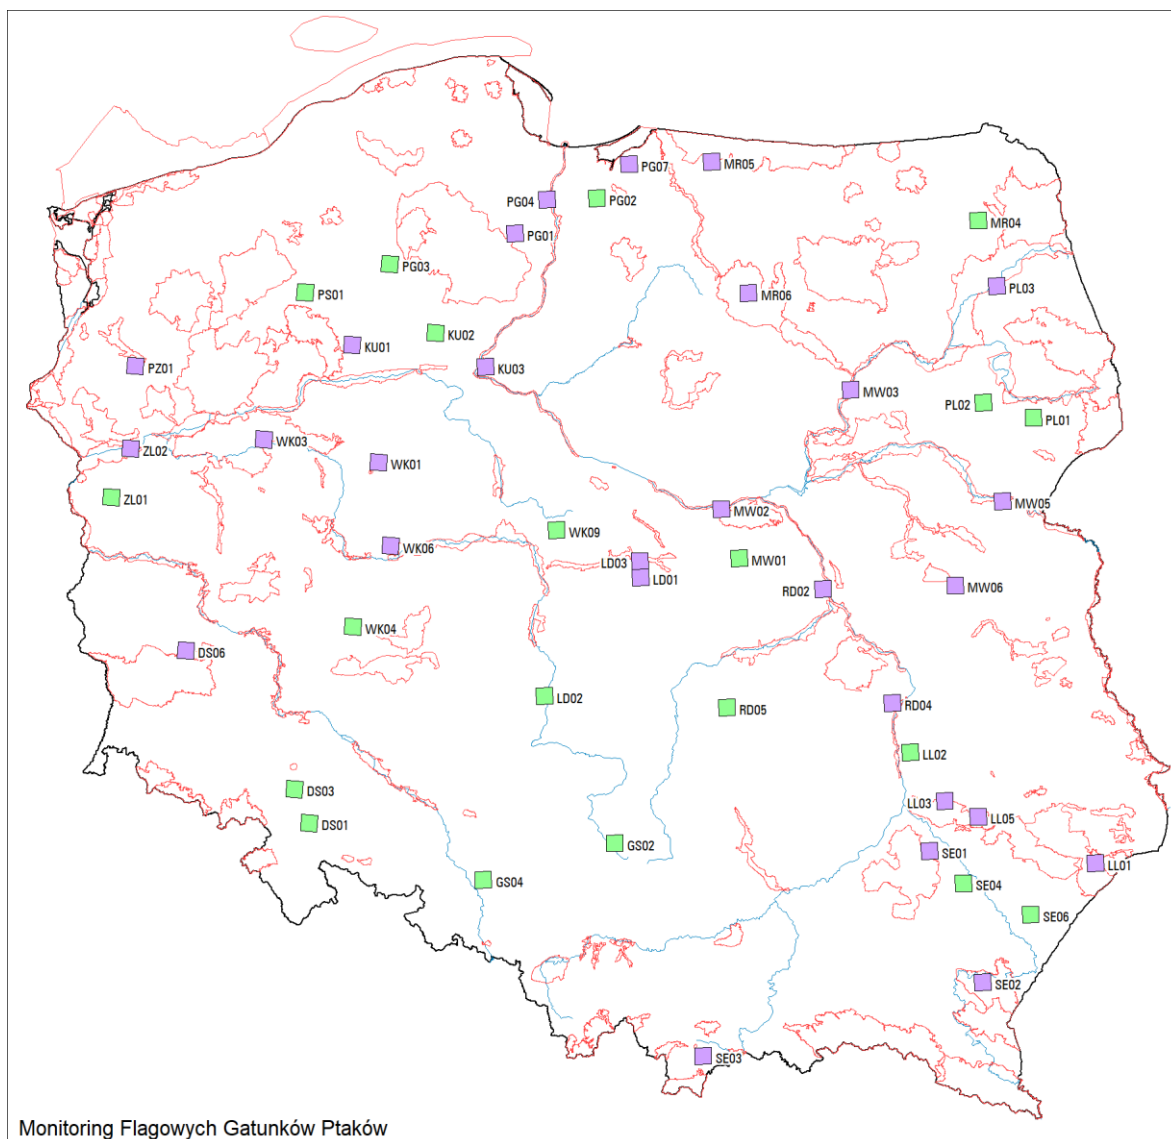 PG07
MR05
PG04
PG02
PG01
MR04
PG03
PS01
MR06
PL03
KU02
KU01
PZ01
KU03
MW03
PL02
PL01
WK03
ZL02
WK01
ZL01
MW05
MW02
WK09
WK06
LD03
MW01
LD01
RD02
MW06
WK04
DS06
LD02
RD04
RD05
LL02
DS03
LL03
LL05
DS01
GS02
SE01
LL01
GS04
SE04
SE06
SE02
SE03
Monitoring Flagowych Gatunków Ptaków